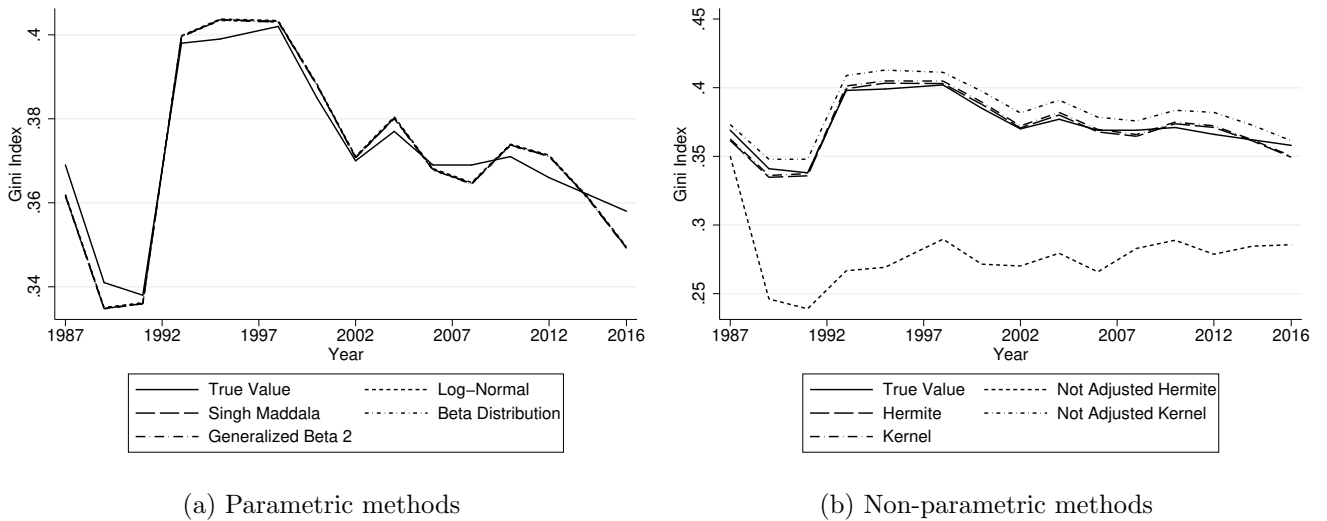 .4
.38
.36
.34
Gini Index
1987 1992 1997 2002 2007 2012 2016
Year
True Value
Log−Normal
Singh Maddala
Beta Distribution
Generalized Beta 2
(a) Parametric methods
.45
.4
.35
.3
.25
Gini Index
1987 1992 1997 2002 2007 2012 2016
Year
True Value
Not Adjusted Hermite
Hermite
Not Adjusted Kernel
Kernel
(b) Non-parametric methods